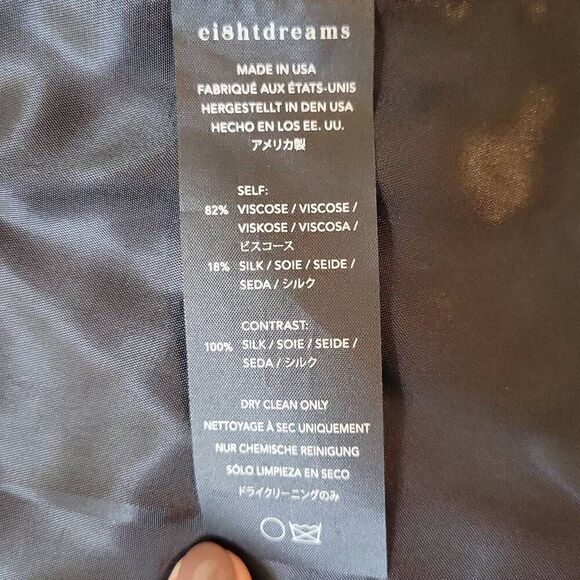 ei8htdreams
MADE IN USA
FABRIQUÉ AUX ÉTATS-UNIS
HERGESTELLT IN DEN USA
HECHO EN LOS EE. UU.
アメリカ製
SELF:
82% VISCOSE / VISCOSE /
VISKOSE / VISCOSA /
ビスコース
18% SILK / SOIE / SEIDE /
SEDA / シルク
CONTRAST:
100% SILK / SOIE / SEIDE /
SEDA / シルク
DRY CLEAN ONLY
NETTOYAGE À SEC UNIQUEMENT
NUR CHEMISCHE REINIGUNG
SÓLO LIMPIEZA EN SECO
ドライクリーニングのみ